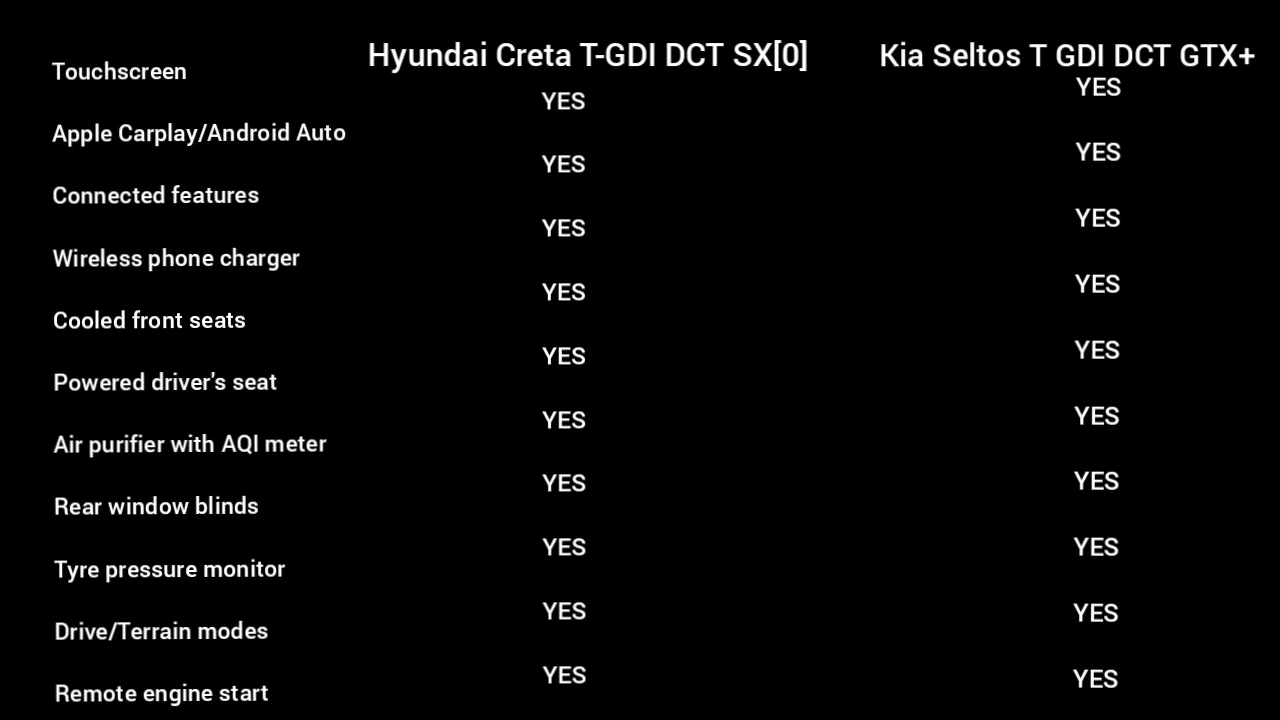 Hyundai Creta T-GDI DCT SX[0] Kia Seltos T GDI DCT GTX+
Touchscreen YES YES
Apple Carplay/Android Auto YES YES
Connected features YES YES
Wireless phone charger YES YES
Cooled front seats YES YES
Powered driver's seat YES YES
Air purifier with AQI meter YES YES
Rear window blinds YES YES
Tyre pressure monitor YES YES
Drive/Terrain modes YES YES
Remote engine start